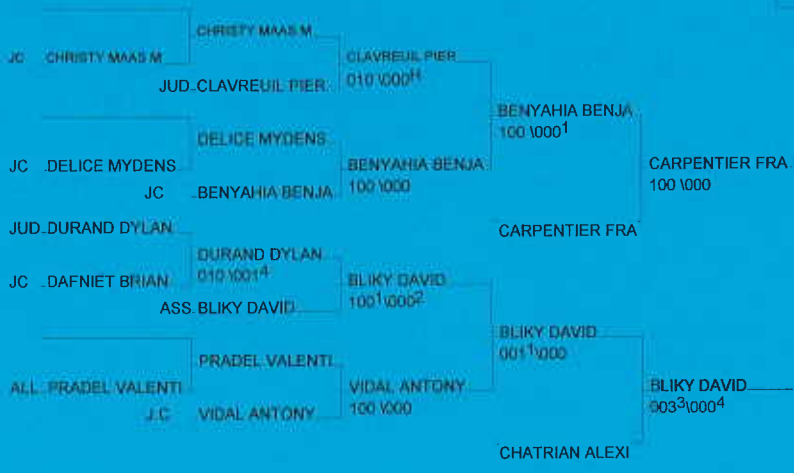 CHRISTY MAAS M
JC CHRISTY MAAS M
CLAVREUIL PIER
010 \000H
JUD CLAVREUIL PIER
BENYAHIA BENJA
100 \0001
DELICE MYDENS
JC DELICE MYDENS
BENYAHIA BENJA
100 \000
CARPENTIER FRA
100 \000
JC BENYAHIA BENJA
JUD DURAND DYLAN
CARPENTIER FRA
DURAND DYLAN
010 \0014
JC DAFNIET BRIAN
BLIKY DAVID
1001\0002
ASS BLIKY DAVID
BLIKY DAVID
0011\000
PRADEL VALENTI
ALL PRADEL VALENTI
VIDAL ANTONY
100 \000
BLIKY DAVID
0033\0004
J.C VIDAL ANTONY
CHATRIAN ALEXI